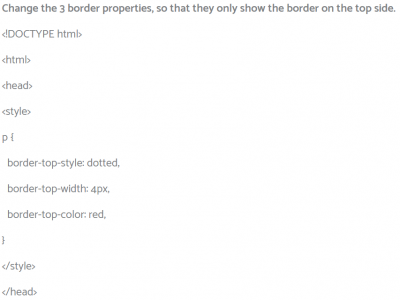 Change the 3 border properties, so that they only show the border on the top side.
<!DOCTYPE html>
<html>
<head>
<style>
p {
border-top-style: dotted,
border-top-width: 4px,
border-top-color: red,
}
</style>
</head>